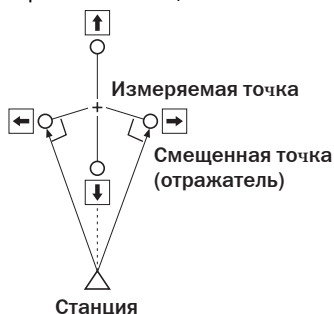 Измеряемая точка
Смещенная точка
(отражатель)
Станция